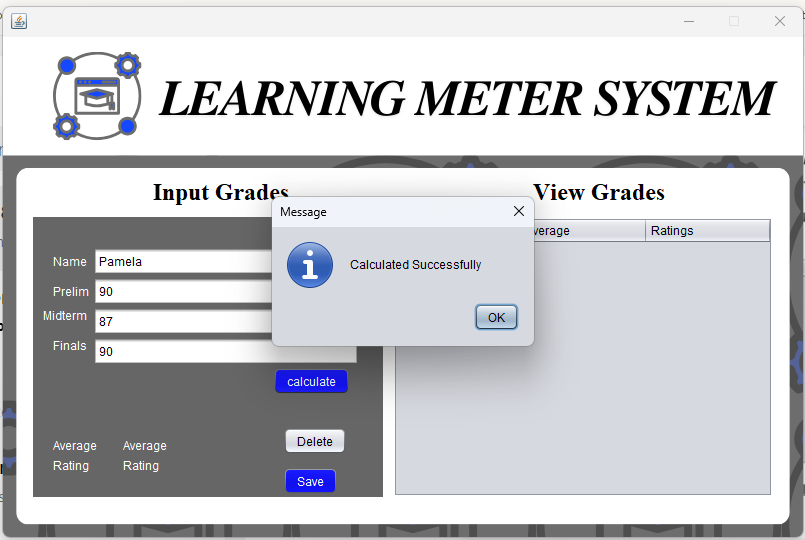 LEARNING METER SYSTEM
Input Grades
Name Pamela
Prelim 90
Midterm 87
Finals 90
calculate
Average Average
Rating Rating
Delete
Save
Message
Calculated Successfully
OK
View Grades
Ratings